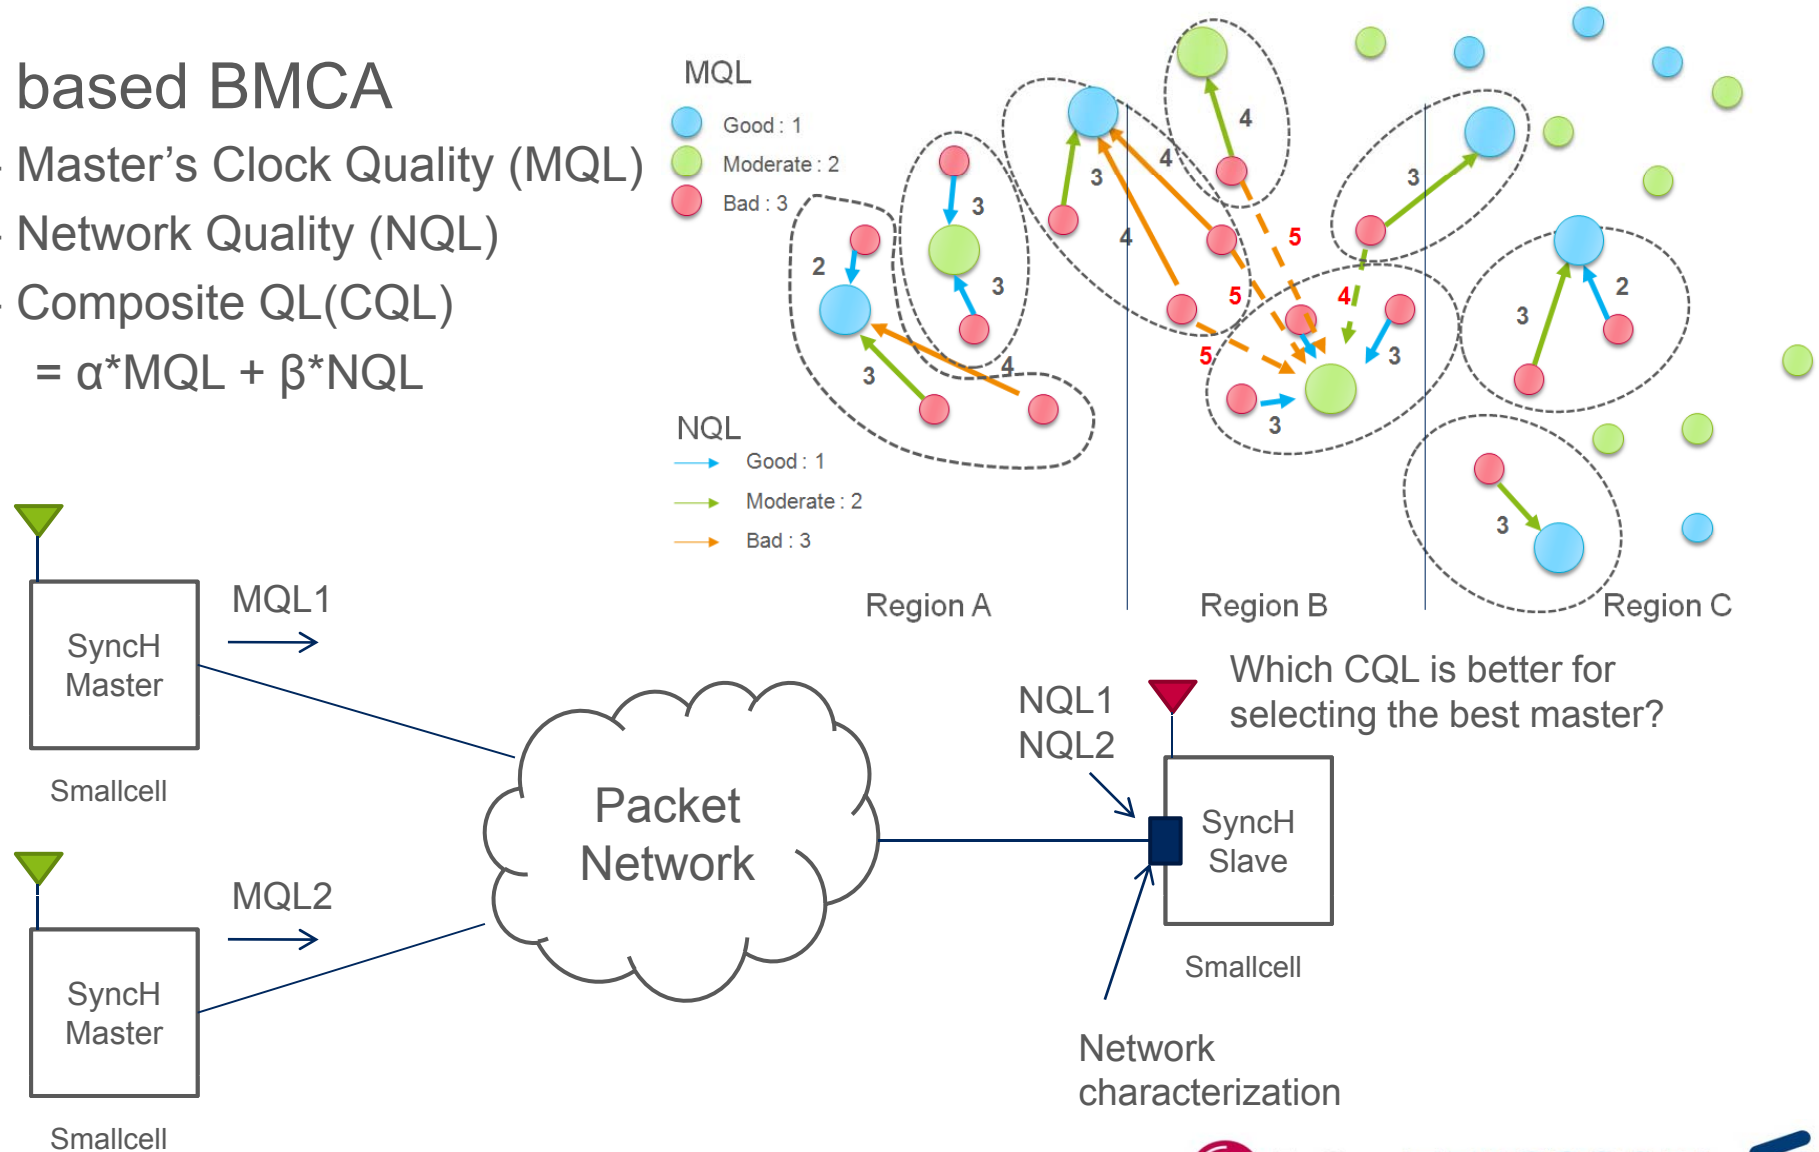 based BMCA
- Master's Clock Quality (MQL)
- Network Quality (NQL)
- Composite QL(CQL)
= α*MQL + β*NQL
MQL
Good : 1
Moderate : 2
Bad : 3
NQL
Good : 1
Moderate : 2
Bad : 3
2
3
4
3
3
3
4
4
4
5
5
5
4
3
3
3
3
2
3
Region A
Region B
Region C
MQL1
SyncH
Master
Smallcell
MQL2
SyncH
Master
Smallcell
Packet
Network
NQL1
NQL2
Which CQL is better for
selecting the best master?
SyncH
Slave
Smallcell
Network
characterization